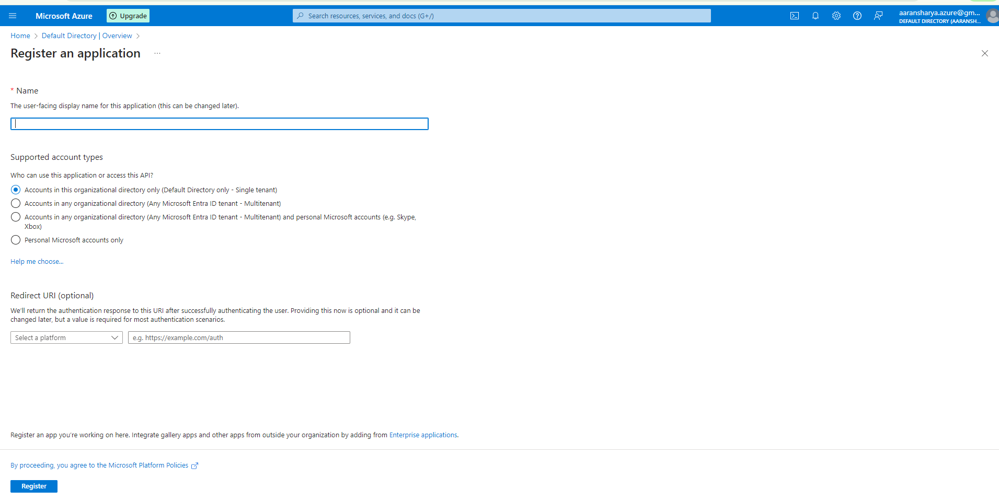 Microsoft Azure
Upgrade
Search resources, services, and docs (G+/)
aaransharya.azure@gm...
DEFAULT DIRECTORY (AARANSH...
Home > Default Directory | Overview >
Register an application ...
* Name
The user-facing display name for this application (this can be changed later).
Supported account types
Who can use this application or access this API?
Accounts in this organizational directory only (Default Directory only - Single tenant)
Accounts in any organizational directory (Any Microsoft Entra ID tenant - Multitenant)
Accounts in any organizational directory (Any Microsoft Entra ID tenant - Multitenant) and personal Microsoft accounts (e.g. Skype,
Xbox)
Personal Microsoft accounts only
Help me choose...
Redirect URI (optional)
We'll return the authentication response to this URI after successfully authenticating the user. Providing this now is optional and it can be
changed later, but a value is required for most authentication scenarios.
Select a platform
e.g. https://example.com/auth
Register an app you're working on here. Integrate gallery apps and other apps from outside your organization by adding from Enterprise applications.
By proceeding, you agree to the Microsoft Platform Policies
Register